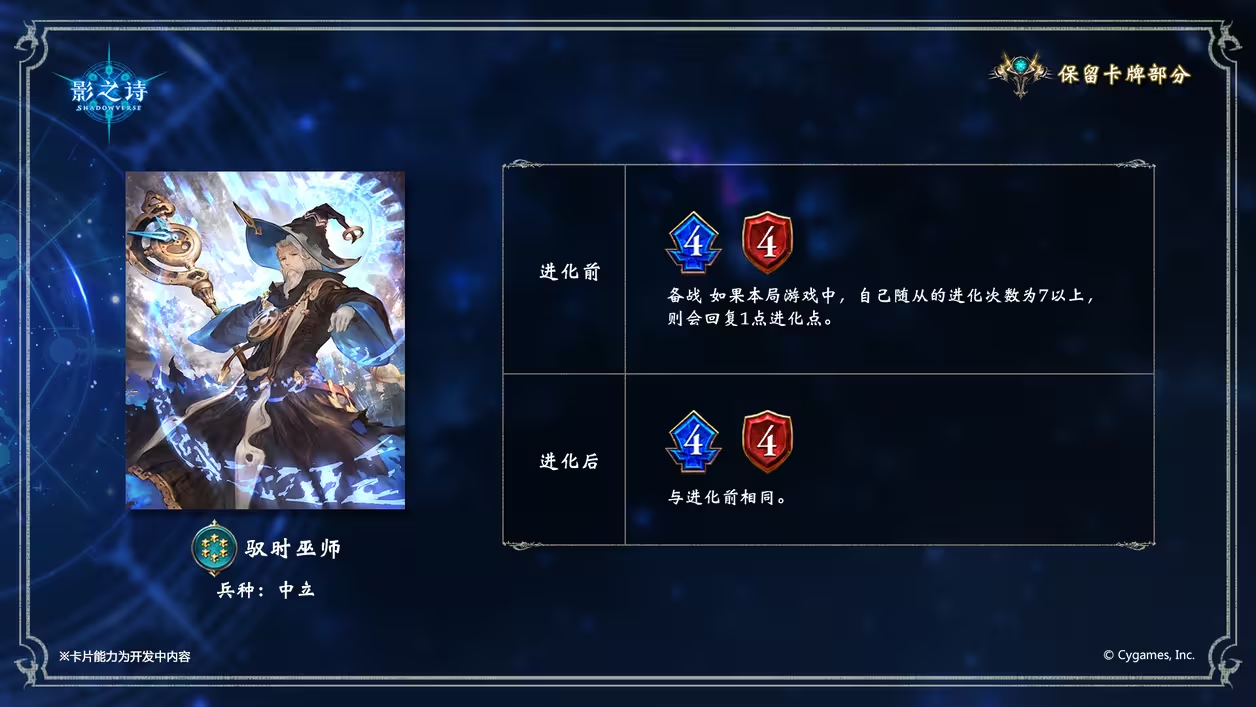 影之诗
SHADOWVERSE
保留卡牌部分
进化前
4 4
备战 如果本局游戏中，自己随从的进化次数为7以上，
则会回复1点进化点。
进化后
4 4
与进化前相同。
驭时巫师
兵种：中立
※卡片能力为开发中内容
© Cygames, Inc.